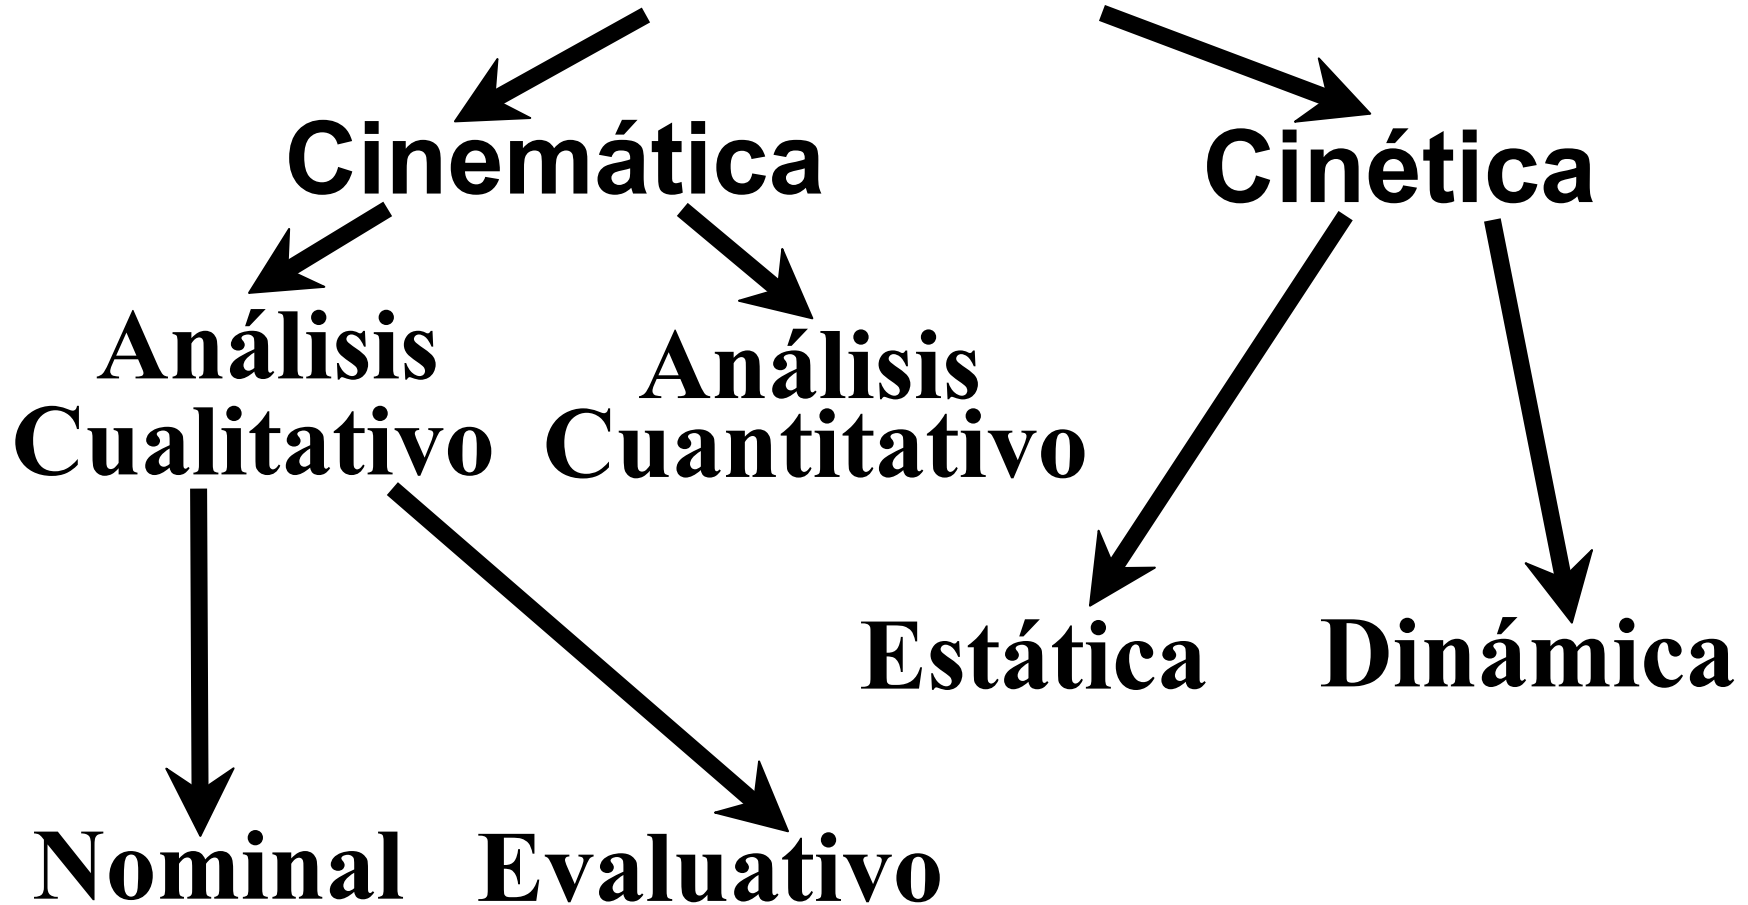 Cinemática
Cinética
Análisis
Cualitativo
Análisis
Cuantitativo
Estática
Dinámica
Nominal
Evaluativo